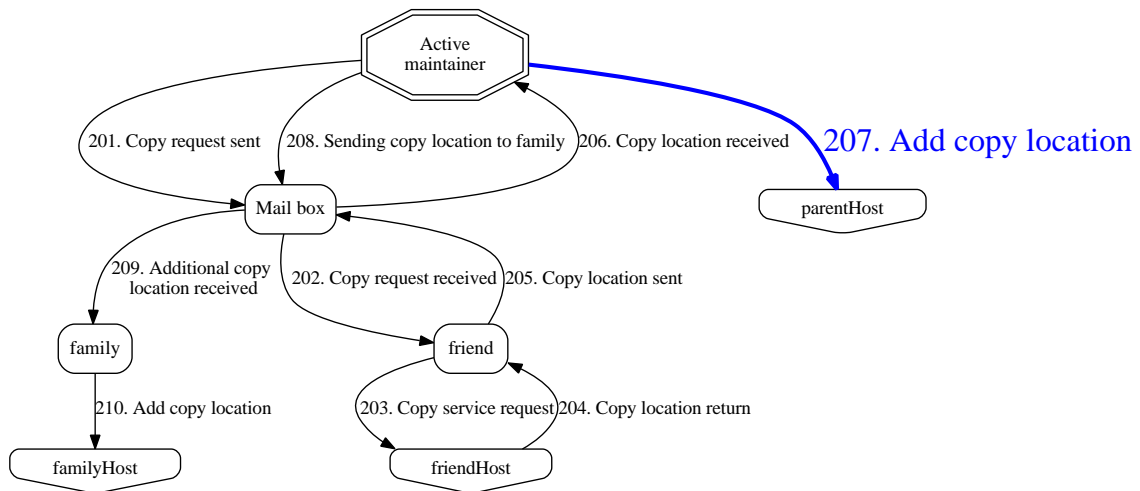 Active
maintainer
201. Copy request sent
208. Sending copy location to family
206. Copy location received
207. Add copy location
Mail box
parentHost
209. Additional copy
location received
202. Copy request received
205. Copy location sent
family
friend
210. Add copy location
203. Copy service request
204. Copy location return
familyHost
friendHost